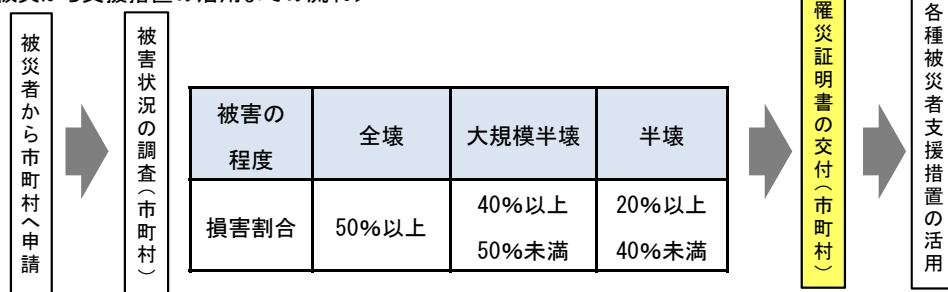 被災者から市町村へ申請
被害状況の調査（市町村）
被害の
程度
全壊
大規模半壊
半壊
損害割合
50%以上
40%以上
50%未満
20%以上
40%未満
罹災証明書の交付（市町村）
各種被災者支援措置の活用